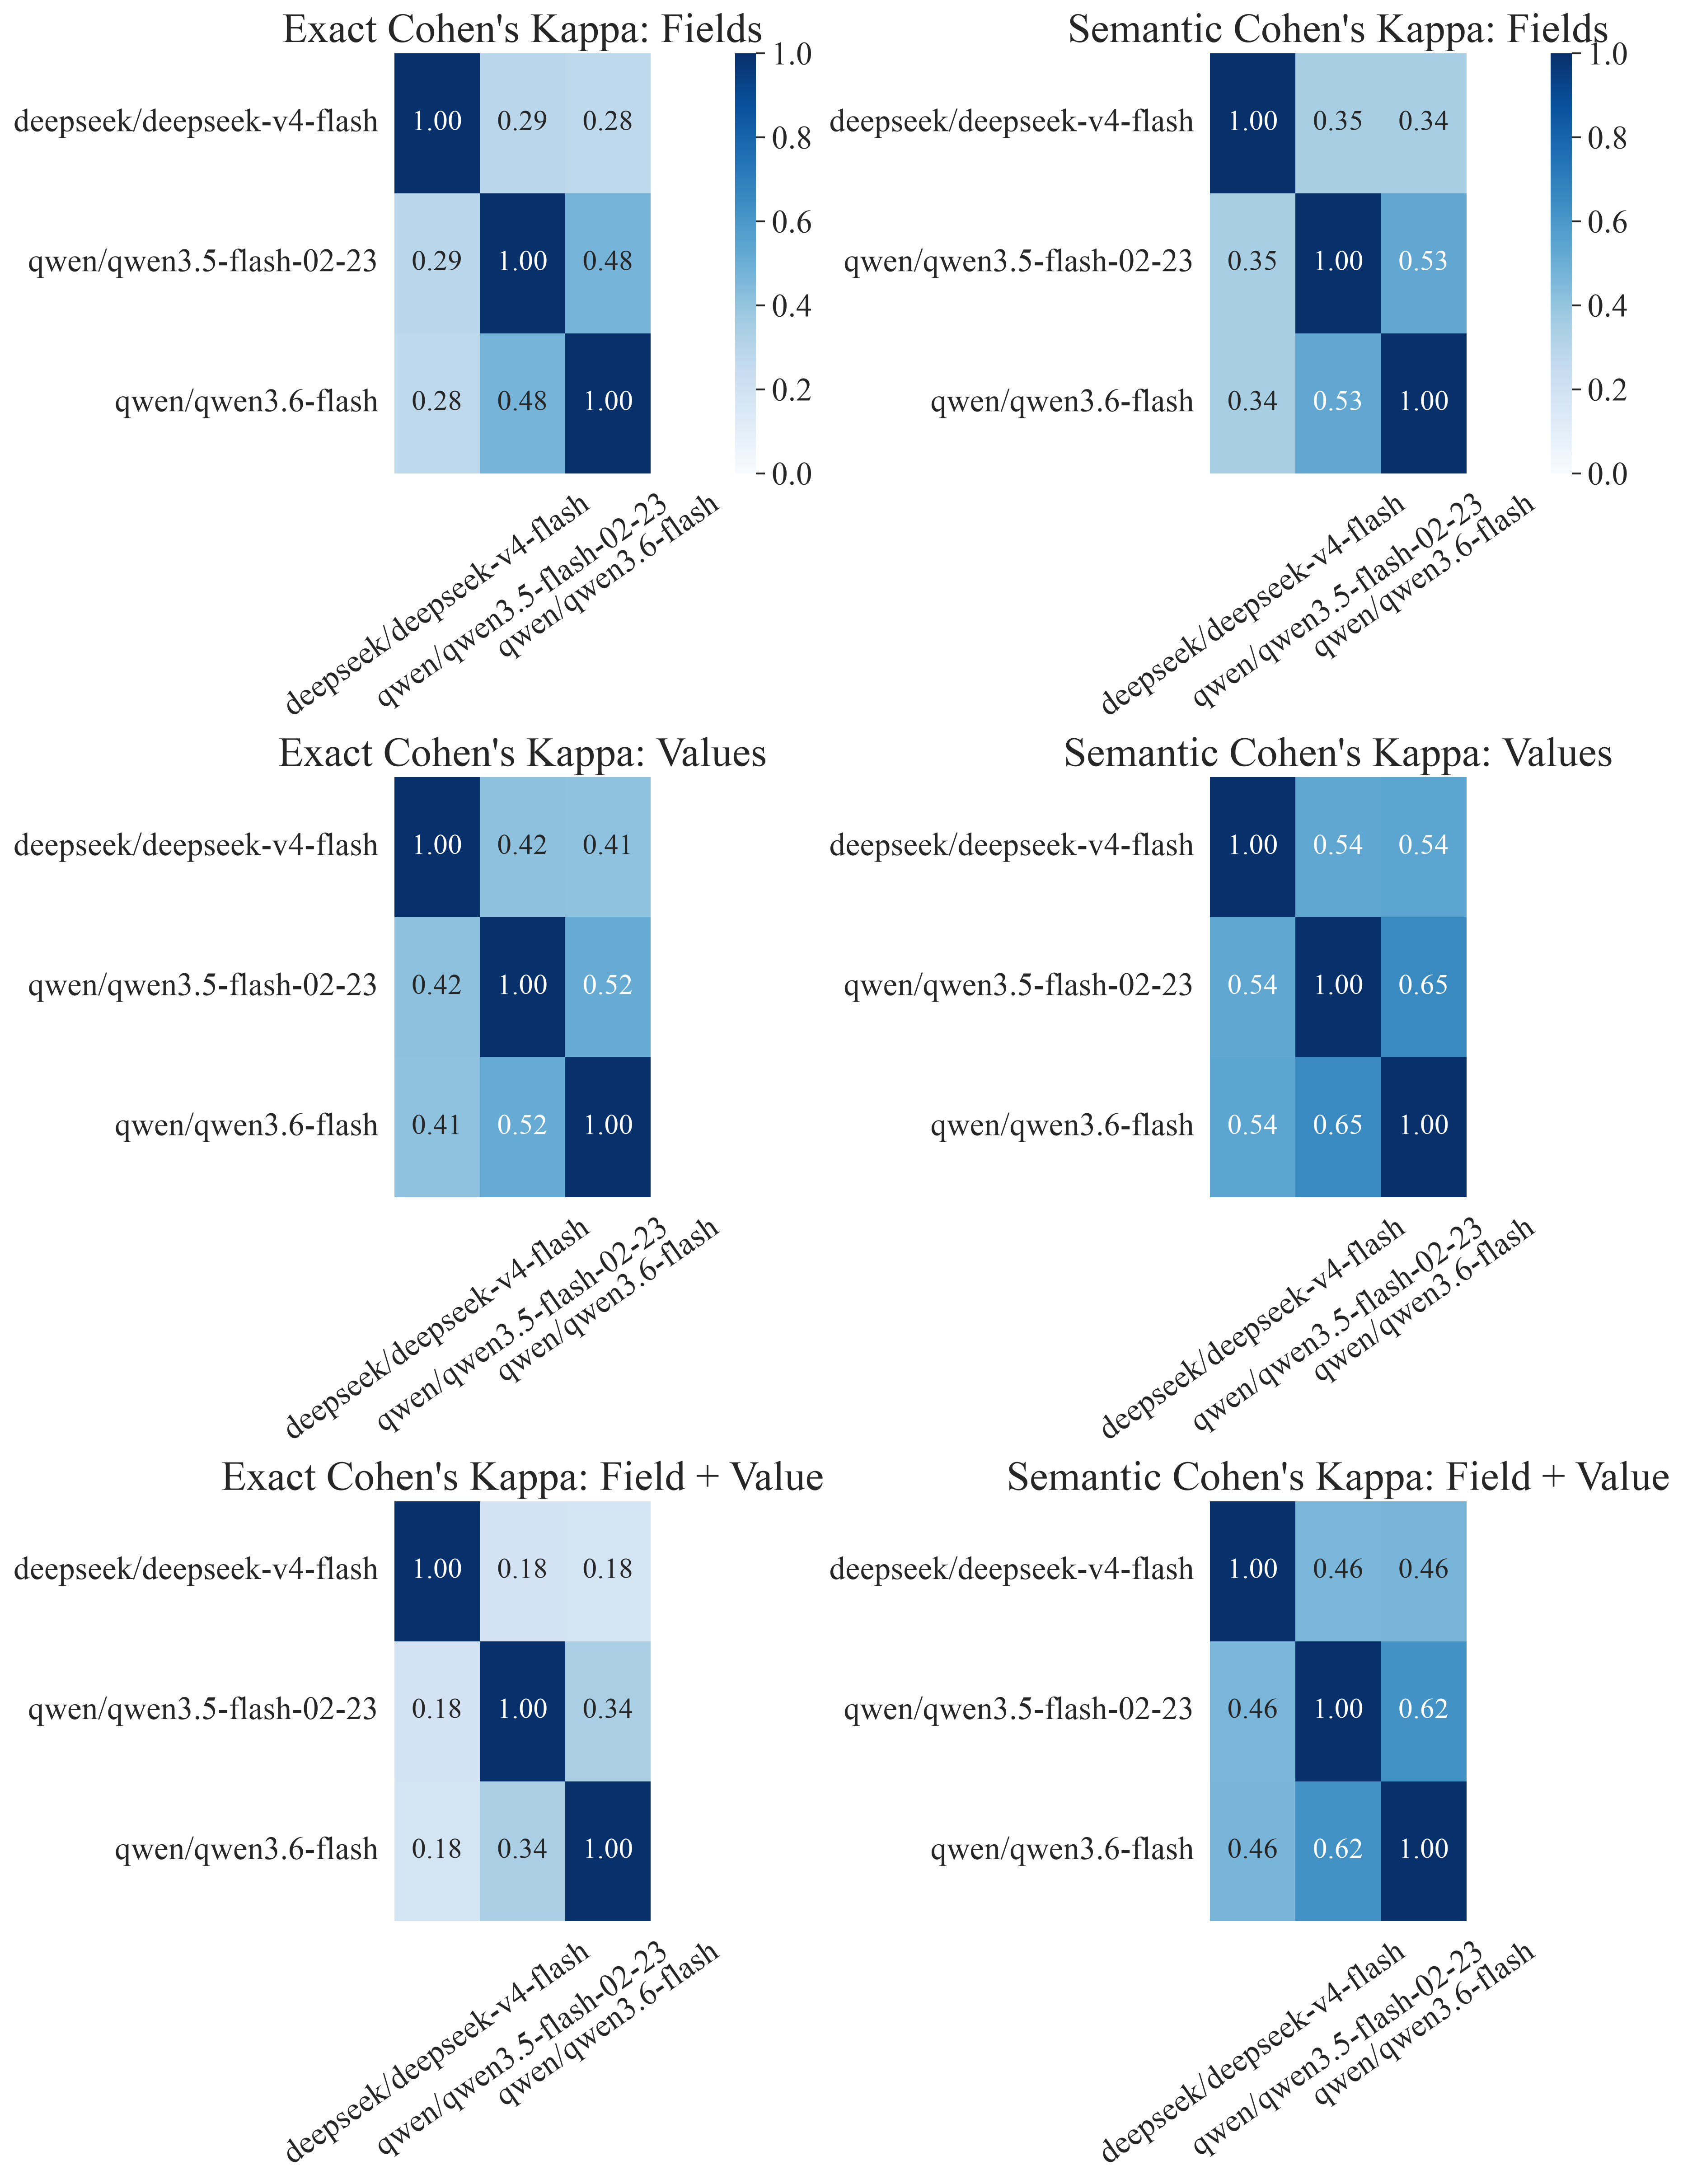 Exact Cohen's Kappa: Fields
deepseek/deepseek-v4-flash 1.00 0.29 0.28
qwen/qwen3.5-flash-02-23 0.29 1.00 0.48
qwen/qwen3.6-flash 0.28 0.48 1.00
1.0
0.8
0.6
0.4
0.2
0.0
deepseek/deepseek-v4-flash
qwen/qwen3.5-flash-02-23
qwen/qwen3.6-flash
Semantic Cohen's Kappa: Fields
deepseek/deepseek-v4-flash 1.00 0.35 0.34
qwen/qwen3.5-flash-02-23 0.35 1.00 0.53
qwen/qwen3.6-flash 0.34 0.53 1.00
1.0
0.8
0.6
0.4
0.2
0.0
deepseek/deepseek-v4-flash
qwen/qwen3.5-flash-02-23
qwen/qwen3.6-flash
Exact Cohen's Kappa: Values
deepseek/deepseek-v4-flash 1.00 0.42 0.41
qwen/qwen3.5-flash-02-23 0.42 1.00 0.52
qwen/qwen3.6-flash 0.41 0.52 1.00
deepseek/deepseek-v4-flash
qwen/qwen3.5-flash-02-23
qwen/qwen3.6-flash
Semantic Cohen's Kappa: Values
deepseek/deepseek-v4-flash 1.00 0.54 0.54
qwen/qwen3.5-flash-02-23 0.54 1.00 0.65
qwen/qwen3.6-flash 0.54 0.65 1.00
deepseek/deepseek-v4-flash
qwen/qwen3.5-flash-02-23
qwen/qwen3.6-flash
Exact Cohen's Kappa: Field + Value
deepseek/deepseek-v4-flash 1.00 0.18 0.18
qwen/qwen3.5-flash-02-23 0.18 1.00 0.34
qwen/qwen3.6-flash 0.18 0.34 1.00
deepseek/deepseek-v4-flash
qwen/qwen3.5-flash-02-23
qwen/qwen3.6-flash
Semantic Cohen's Kappa: Field + Value
deepseek/deepseek-v4-flash 1.00 0.46 0.46
qwen/qwen3.5-flash-02-23 0.46 1.00 0.62
qwen/qwen3.6-flash 0.46 0.62 1.00
deepseek/deepseek-v4-flash
qwen/qwen3.5-flash-02-23
qwen/qwen3.6-flash